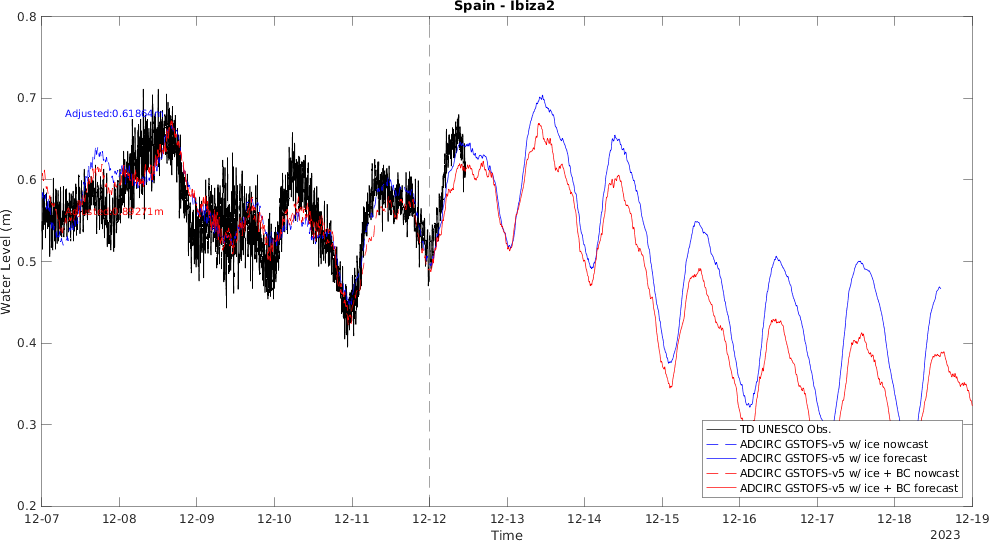 Spain - Ibiza2
0.8
0.7
0.6
0.5
0.4
0.3
0.2
Water Level (m)
Adjusted:0.61864m
TD UNESCO Obs.
ADCIRC GSTOFS-v5 w/ ice nowcast
ADCIRC GSTOFS-v5 w/ ice forecast
ADCIRC GSTOFS-v5 w/ ice + BC nowcast
ADCIRC GSTOFS-v5 w/ ice + BC forecast
12-07 12-08 12-09 12-10 12-11 12-12 12-13 12-14 12-15 12-16 12-17 12-18 12-19
Time
2023